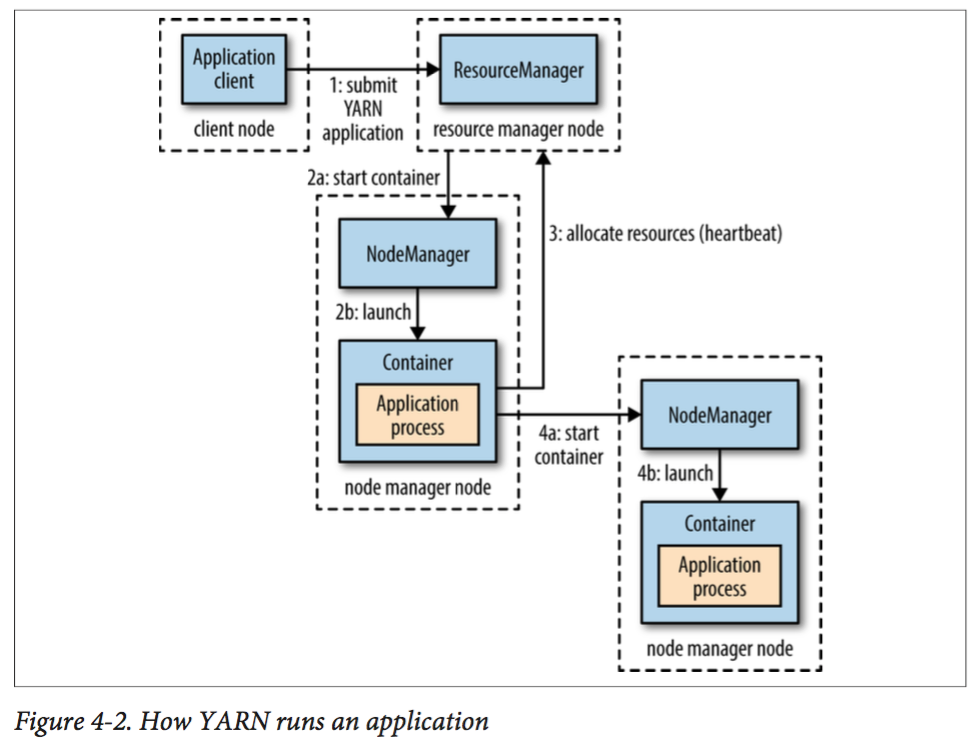 Application
client
client node
1: submit
YARN
application
ResourceManager
resource manager node
2a: start container
NodeManager
2b: launch
Container
Application
process
node manager node
3: allocate resources (heartbeat)
4a: start
container
NodeManager
4b: launch
Container
Application
process
node manager node
Figure 4-2. How YARN runs an application